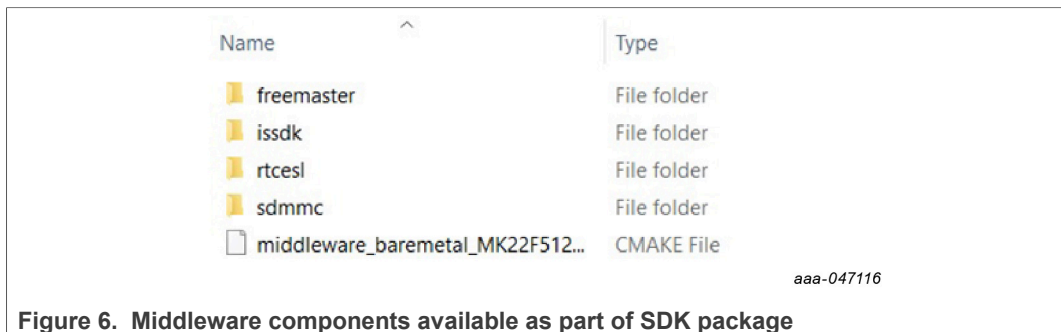 Name Type
freemaster File folder
issdk File folder
rtcesl File folder
sdmmc File folder
middleware_baremetal_MK22F512... CMAKE File
aaa-047116
Figure 6. Middleware components available as part of SDK package